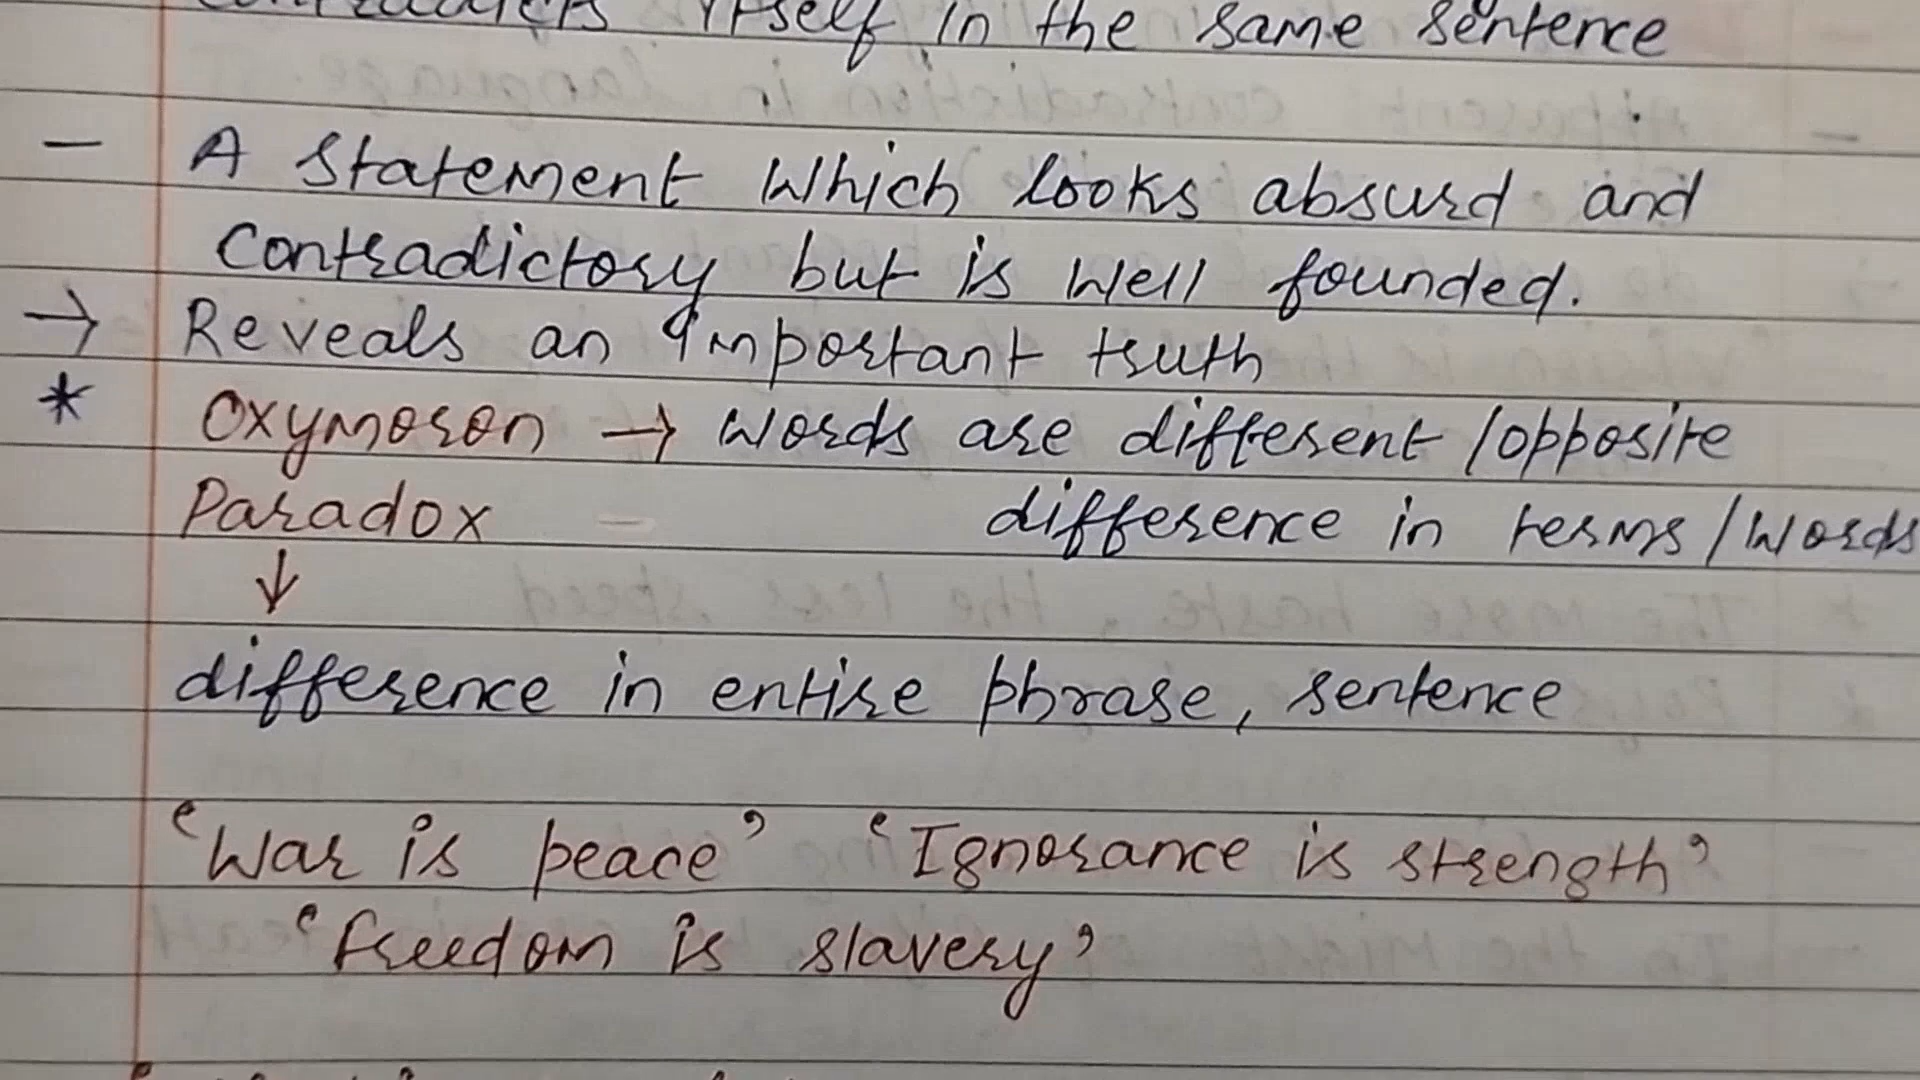 contradicts itself in the same sentence
- A statement which looks absurd and
contradictory but is well founded.
→ Reveals an important truth
* Oxymoron → words are different /opposite
Paradox - difference in terms/words
↓
difference in entire phrase, sentence
'War is peace' 'Ignorance is strength'
'freedom is slavery'